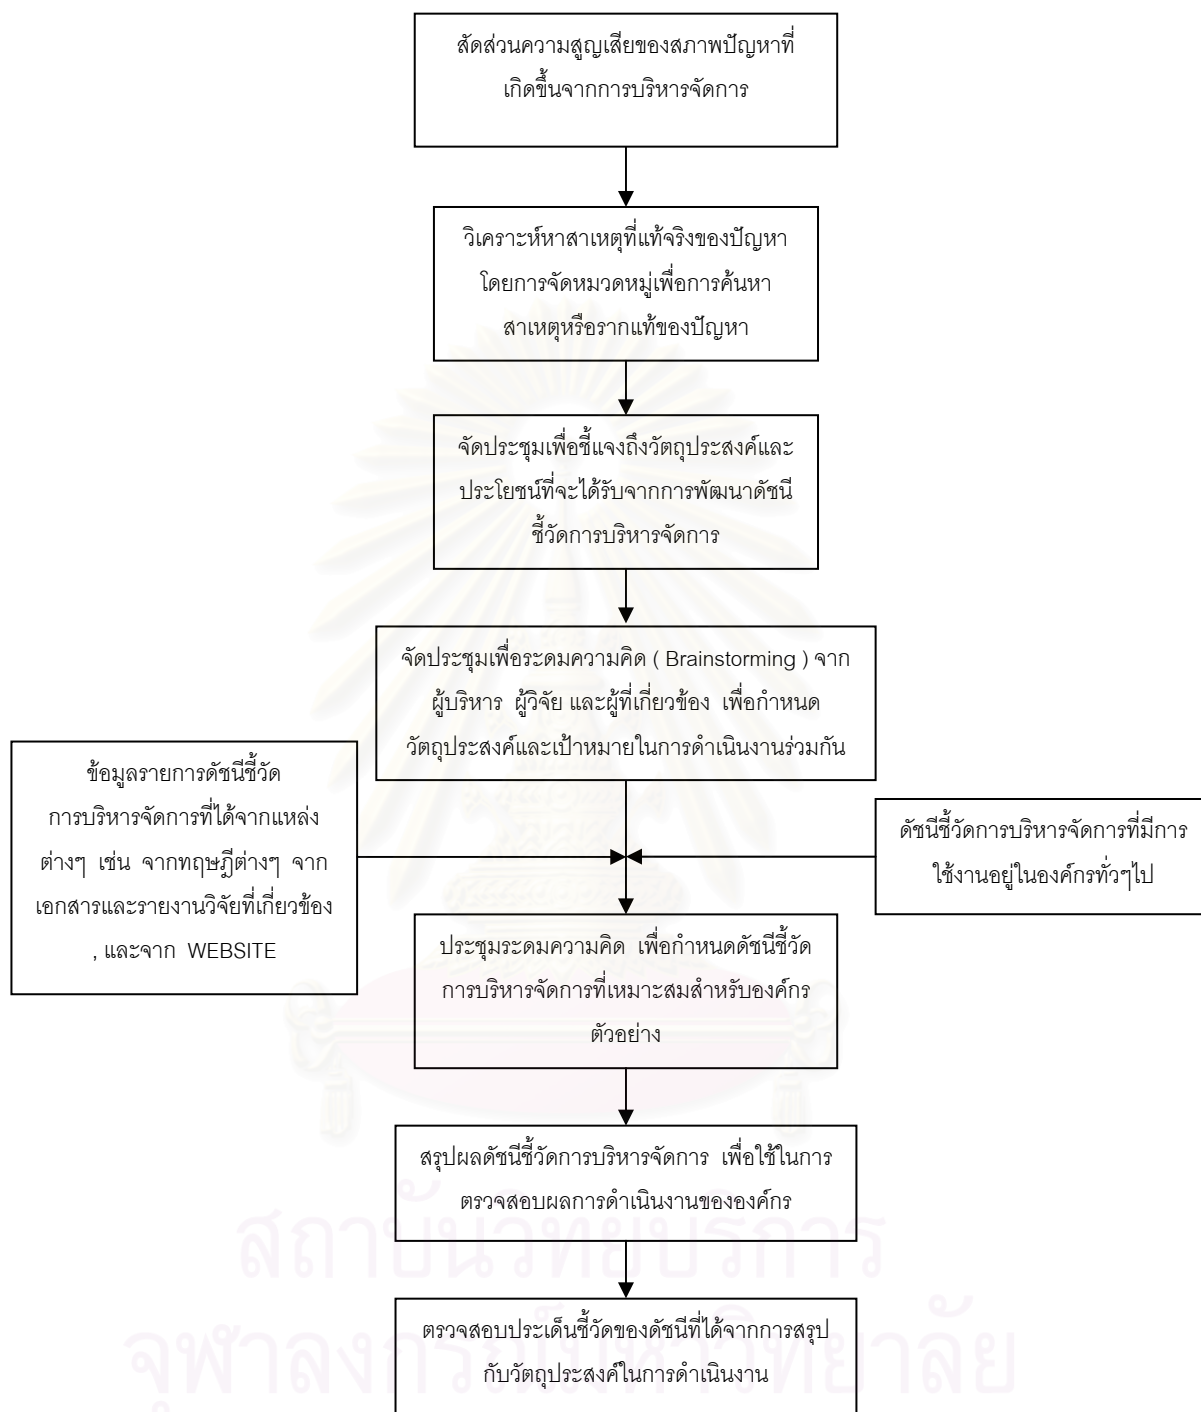 สัดส่วนความสูญเสียของสภาพปัญหาที่
เกิดขึ้นจากการบริหารจัดการ
วิเคราะห์หาสาเหตุที่แท้จริงของปัญหา
โดยการจัดหมวดหมู่เพื่อการค้นหา
สาเหตุหรือรากแท้ของปัญหา
จัดประชุมเพื่อชี้แจงถึงวัตถุประสงค์และ
ประโยชน์ที่จะได้รับจากการพัฒนาดัชนี
ชี้วัดการบริหารจัดการ
จัดประชุมเพื่อระดมความคิด ( Brainstorming ) จาก
ผู้บริหาร ผู้วิจัย และผู้ที่เกี่ยวข้อง เพื่อกำหนด
วัตถุประสงค์และเป้าหมายในการดำเนินงานร่วมกัน
ข้อมูลรายการดัชนีชี้วัด
การบริหารจัดการที่ได้จากแหล่ง
ต่างๆ เช่น จากทฤษฎีต่างๆ จาก
เอกสารและรายงานวิจัยที่เกี่ยวข้อง
, และจาก WEBSITE
ดัชนีชี้วัดการบริหารจัดการที่มีการ
ใช้งานอยู่ในองค์กรทั่วๆไป
ประชุมระดมความคิด เพื่อกำหนดดัชนีชี้วัด
การบริหารจัดการที่เหมาะสมสำหรับองค์กร
ตัวอย่าง
สรุปผลดัชนีชี้วัดการบริหารจัดการ เพื่อใช้ในการ
ตรวจสอบผลการดำเนินงานขององค์กร
ตรวจสอบประเด็นชี้วัดของดัชนีที่ได้จากการสรุป
กับวัตถุประสงค์ในการดำเนินงาน
สถาบันวิทยบริการ
จุฬาลงกรณ์มหาวิทยาลัย